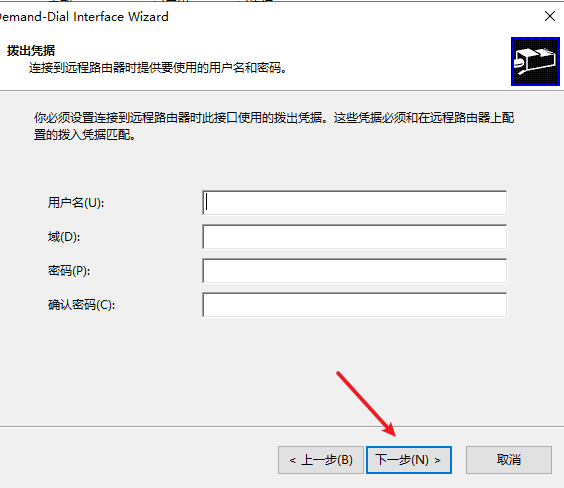 Demand-Dial Interface Wizard
拨出凭据
连接到远程路由器时提供要使用的用户名和密码。
你必须设置连接到远程路由器时此接口使用的拨出凭据。这些凭据必须和在远程路由器上配
置的拨入凭据匹配。
用户名(U):
域(D):
密码(P):
确认密码(C):
< 上一步(B) 下一步(N) > 取消